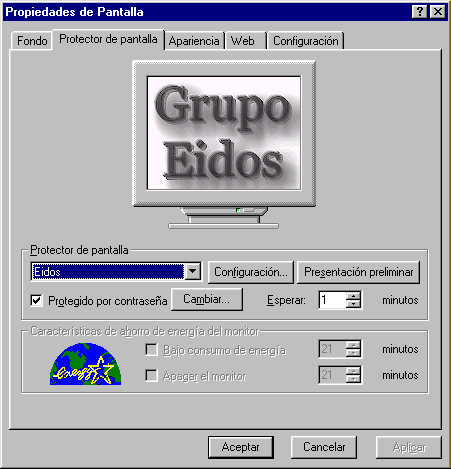 Propiedades de Pantalla
Fondo Protector de pantalla Apariencia Web Configuración
Grupo
Eidos
Protector de pantalla
Eidos Configuración... Presentación preliminar
Protegido por contraseña Cambiar... Esperar: 1 minutos
Características de ahorro de energía del monitor
Bajo consumo de energía 21 minutos
Apagar el monitor 21 minutos
energy
Aceptar Cancelar Aplicar